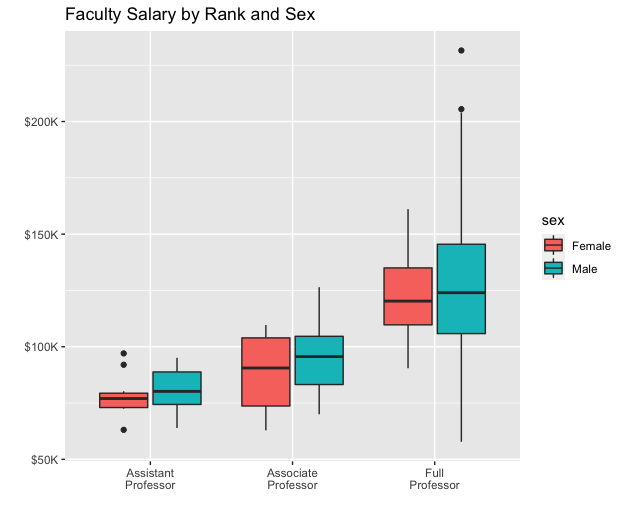 Faculty Salary by Rank and Sex
$200K
$150K
$100K
$50K
Assistant
Professor
Associate
Professor
Full
Professor
sex
Female
Male